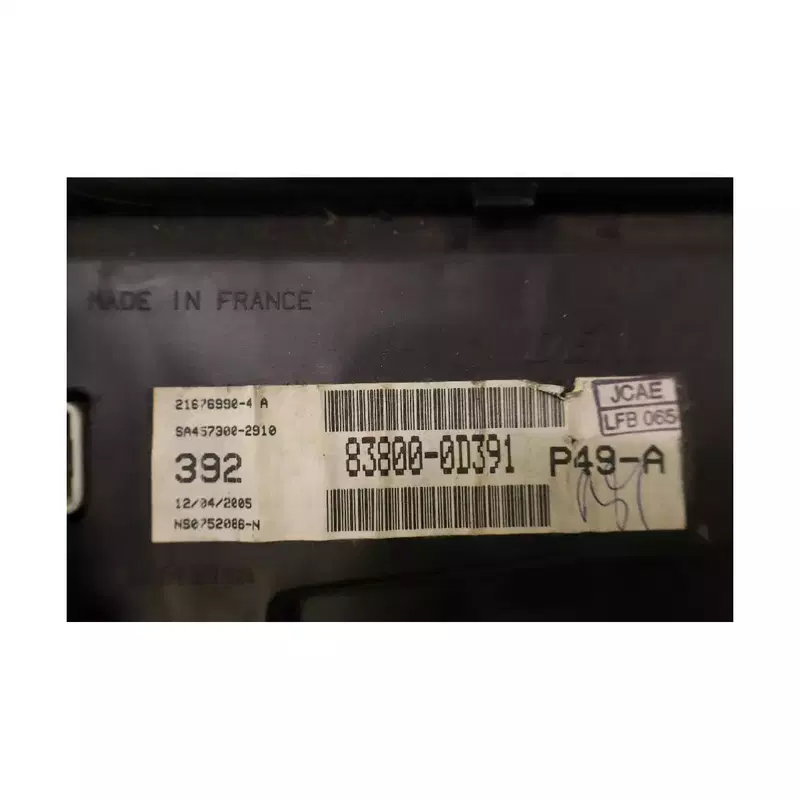 MADE IN FRANCE
21676990-4 A
SA457300-2910
392
12/04/2005
NS0752086-N
83800-0D391
P49-A
JCAE
LFB 065